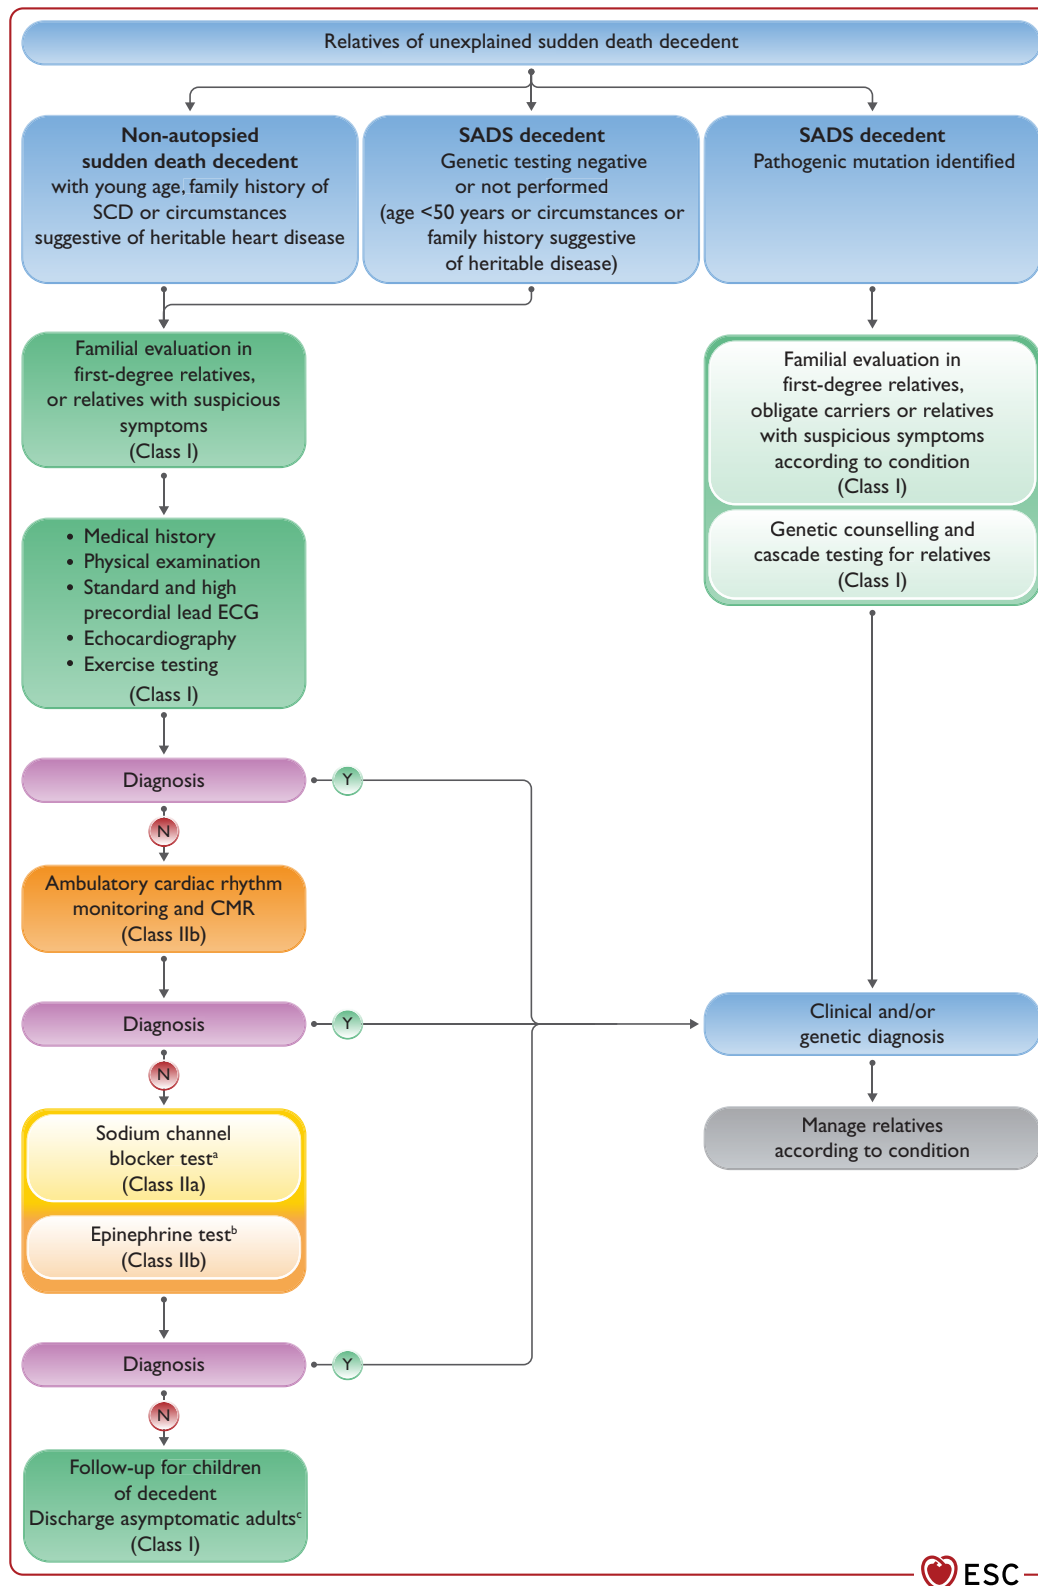 Relatives of unexplained sudden death decedent
Non-autopsied
sudden death decedent
with young age, family history of
SCD or circumstances
suggestive of heritable heart disease
SADS decedent
Genetic testing negative
or not performed
(age <50 years or circumstances or
family history suggestive
of heritable disease)
SADS decedent
Pathogenic mutation identified
Familial evaluation in
first-degree relatives,
or relatives with suspicious
symptoms
(Class I)
Familial evaluation in
first-degree relatives,
obligate carriers or relatives
with suspicious symptoms
according to condition
(Class I)
Genetic counselling and
cascade testing for relatives
(Class I)
• Medical history
• Physical examination
• Standard and high
precordial lead ECG
• Echocardiography
• Exercise testing
(Class I)
Diagnosis
Y
N
Ambulatory cardiac rhythm
monitoring and CMR
(Class IIb)
Diagnosis
Y
Clinical and/or
genetic diagnosis
N
Manage relatives
according to condition
Sodium channel
blocker testᵃ
(Class IIa)
Epinephrine testᵇ
(Class IIb)
Diagnosis
Y
N
Follow-up for children
of decedent
Discharge asymptomatic adultsᶜ
(Class I)
ESC